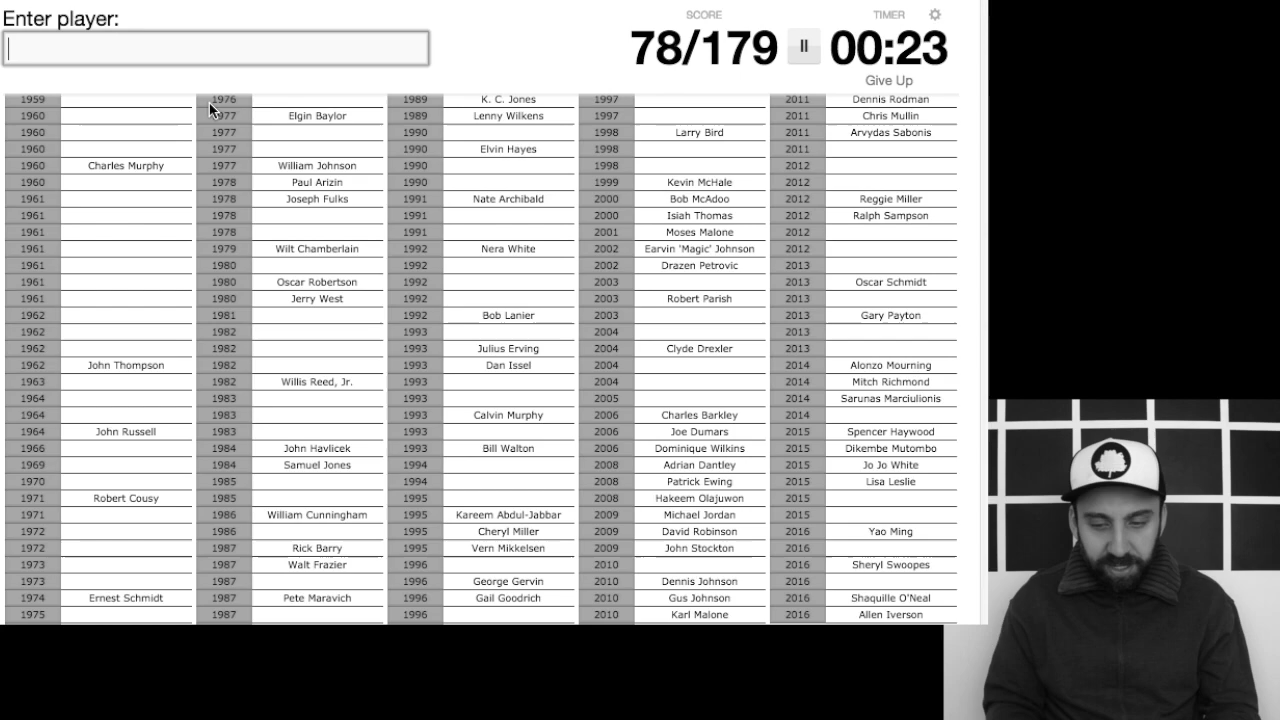 Enter player:
SCORE
TIMER
78/179
00:23
Give Up
1959 1976 1989 K. C. Jones 1997 2011 Dennis Rodman
1960 1977 Elgin Baylor 1989 Lenny Wilkens 1997 2011 Chris Mullin
1960 1977 1990 1998 Larry Bird 2011 Arvydas Sabonis
1960 1977 1990 Elvin Hayes 1998 2011
1960 Charles Murphy 1977 William Johnson 1990 1998 2012
1960 1978 Paul Arizin 1990 1999 Kevin McHale 2012
1961 1978 Joseph Fulks 1991 Nate Archibald 2000 Bob McAdoo 2012 Reggie Miller
1961 1978 1991 2000 Isiah Thomas 2012 Ralph Sampson
1961 1978 1991 2001 Moses Malone 2012
1961 1979 Wilt Chamberlain 1992 Nera White 2002 Earvin 'Magic' Johnson 2012
1961 1980 1992 2002 Drazen Petrovic 2013
1961 1980 Oscar Robertson 1992 2003 2013 Oscar Schmidt
1961 1980 Jerry West 1992 2003 Robert Parish 2013
1962 1981 1992 Bob Lanier 2003 2013 Gary Payton
1962 1982 1993 2004 2013
1962 1982 1993 Julius Erving 2004 Clyde Drexler 2013
1962 John Thompson 1982 1993 Dan Issel 2004 2014 Alonzo Mourning
1963 1982 Willis Reed, Jr. 1993 2004 2014 Mitch Richmond
1964 1983 1993 2005 2014 Sarunas Marciulionis
1964 1983 1993 Calvin Murphy 2006 Charles Barkley 2014
1964 John Russell 1983 1993 2006 Joe Dumars 2015 Spencer Haywood
1966 1984 John Havlicek 1993 Bill Walton 2006 Dominique Wilkins 2015 Dikembe Mutombo
1969 1984 Samuel Jones 1994 2008 Adrian Dantley 2015 Jo Jo White
1970 1985 1994 2008 Patrick Ewing 2015 Lisa Leslie
1971 Robert Cousy 1985 1995 2008 Hakeem Olajuwon 2015
1971 1986 William Cunningham 1995 Kareem Abdul-Jabbar 2009 Michael Jordan 2015
1972 1986 1995 Cheryl Miller 2009 David Robinson 2016 Yao Ming
1972 1987 Rick Barry 1995 Vern Mikkelsen 2009 John Stockton 2016
1973 1987 Walt Frazier 1996 2010 2016 Sheryl Swoopes
1973 1987 1996 George Gervin 2010 Dennis Johnson 2016
1974 Ernest Schmidt 1987 Pete Maravich 1996 Gail Goodrich 2010 Gus Johnson 2016 Shaquille O'Neal
1975 1987 1996 2010 Karl Malone 2016 Allen Iverson